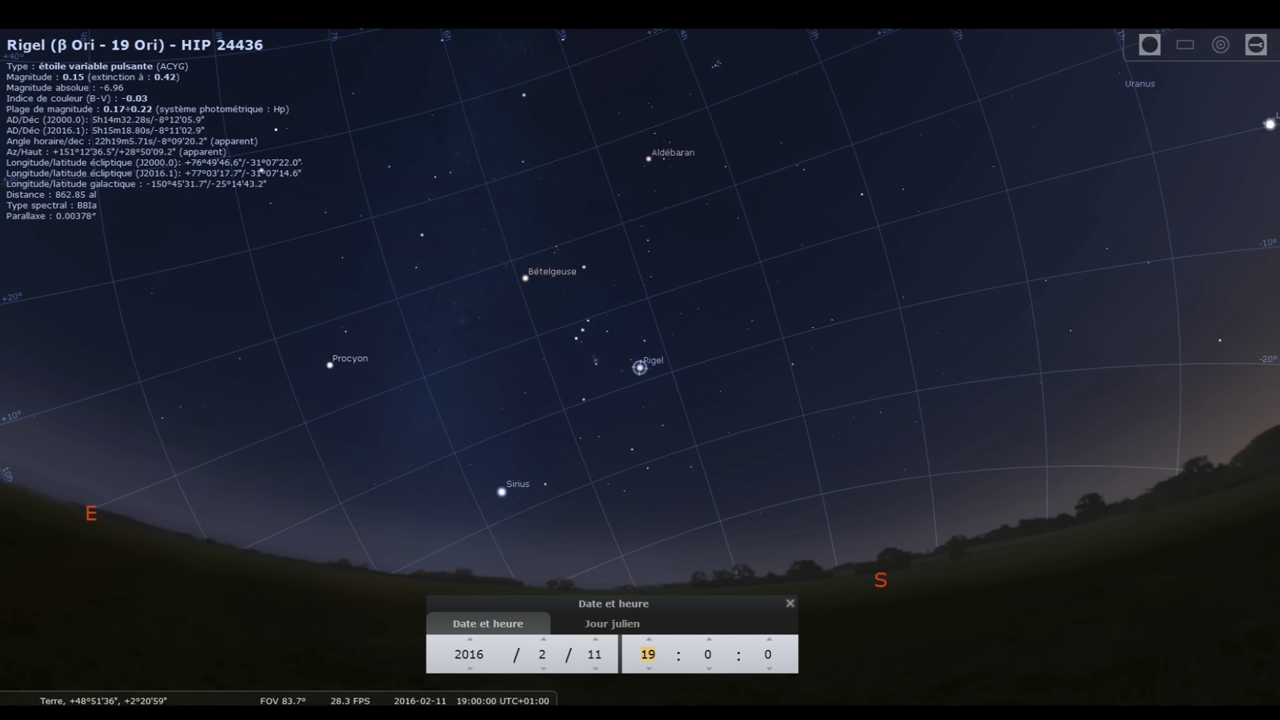 Rigel (β Ori - 19 Ori) - HIP 24436
Type : étoile variable pulsante (ACYG)
Magnitude : 0.15 (extinction à : 0.42)
Magnitude absolue : -6.96
Indice de couleur (B-V) : -0.03
Plage de magnitude : 0.17÷0.22 (système photométrique : Hp)
AD/Déc (J2000.0): 5h14m32.28s/-8°12'05.9"
AD/Déc (J2016.1): 5h15m18.80s/-8°11'02.9"
Angle horaire/dec : 22h19m5.71s/-8°09'20.2" (apparent)
Az/Haut : +151°12'36.5"/+28°50'09.2" (apparent)
Longitude/latitude écliptique (J2000.0): +76°49'46.6"/-31°07'22.0"
Longitude/latitude écliptique (J2016.1): +77°03'17.7"/-31°07'14.6"
Longitude/latitude galactique : -150°45'31.7"/-25°14'43.2"
Distance : 862.85 al
Type spectral : B8Ia
Parallaxe : 0.00378"
Uranus
Aldébaran
-10°
Bételgeuse
+20°
Procyon
Rigel
-20°
+10°
10h
Sirius
E
S
Date et heure
Date et heure Jour julien
2016 / 2 / 11 19 : 0 : 0
Terre, +48°51'36", +2°20'59" FOV 83.7° 28.3 FPS 2016-02-11 19:00:00 UTC+01:00